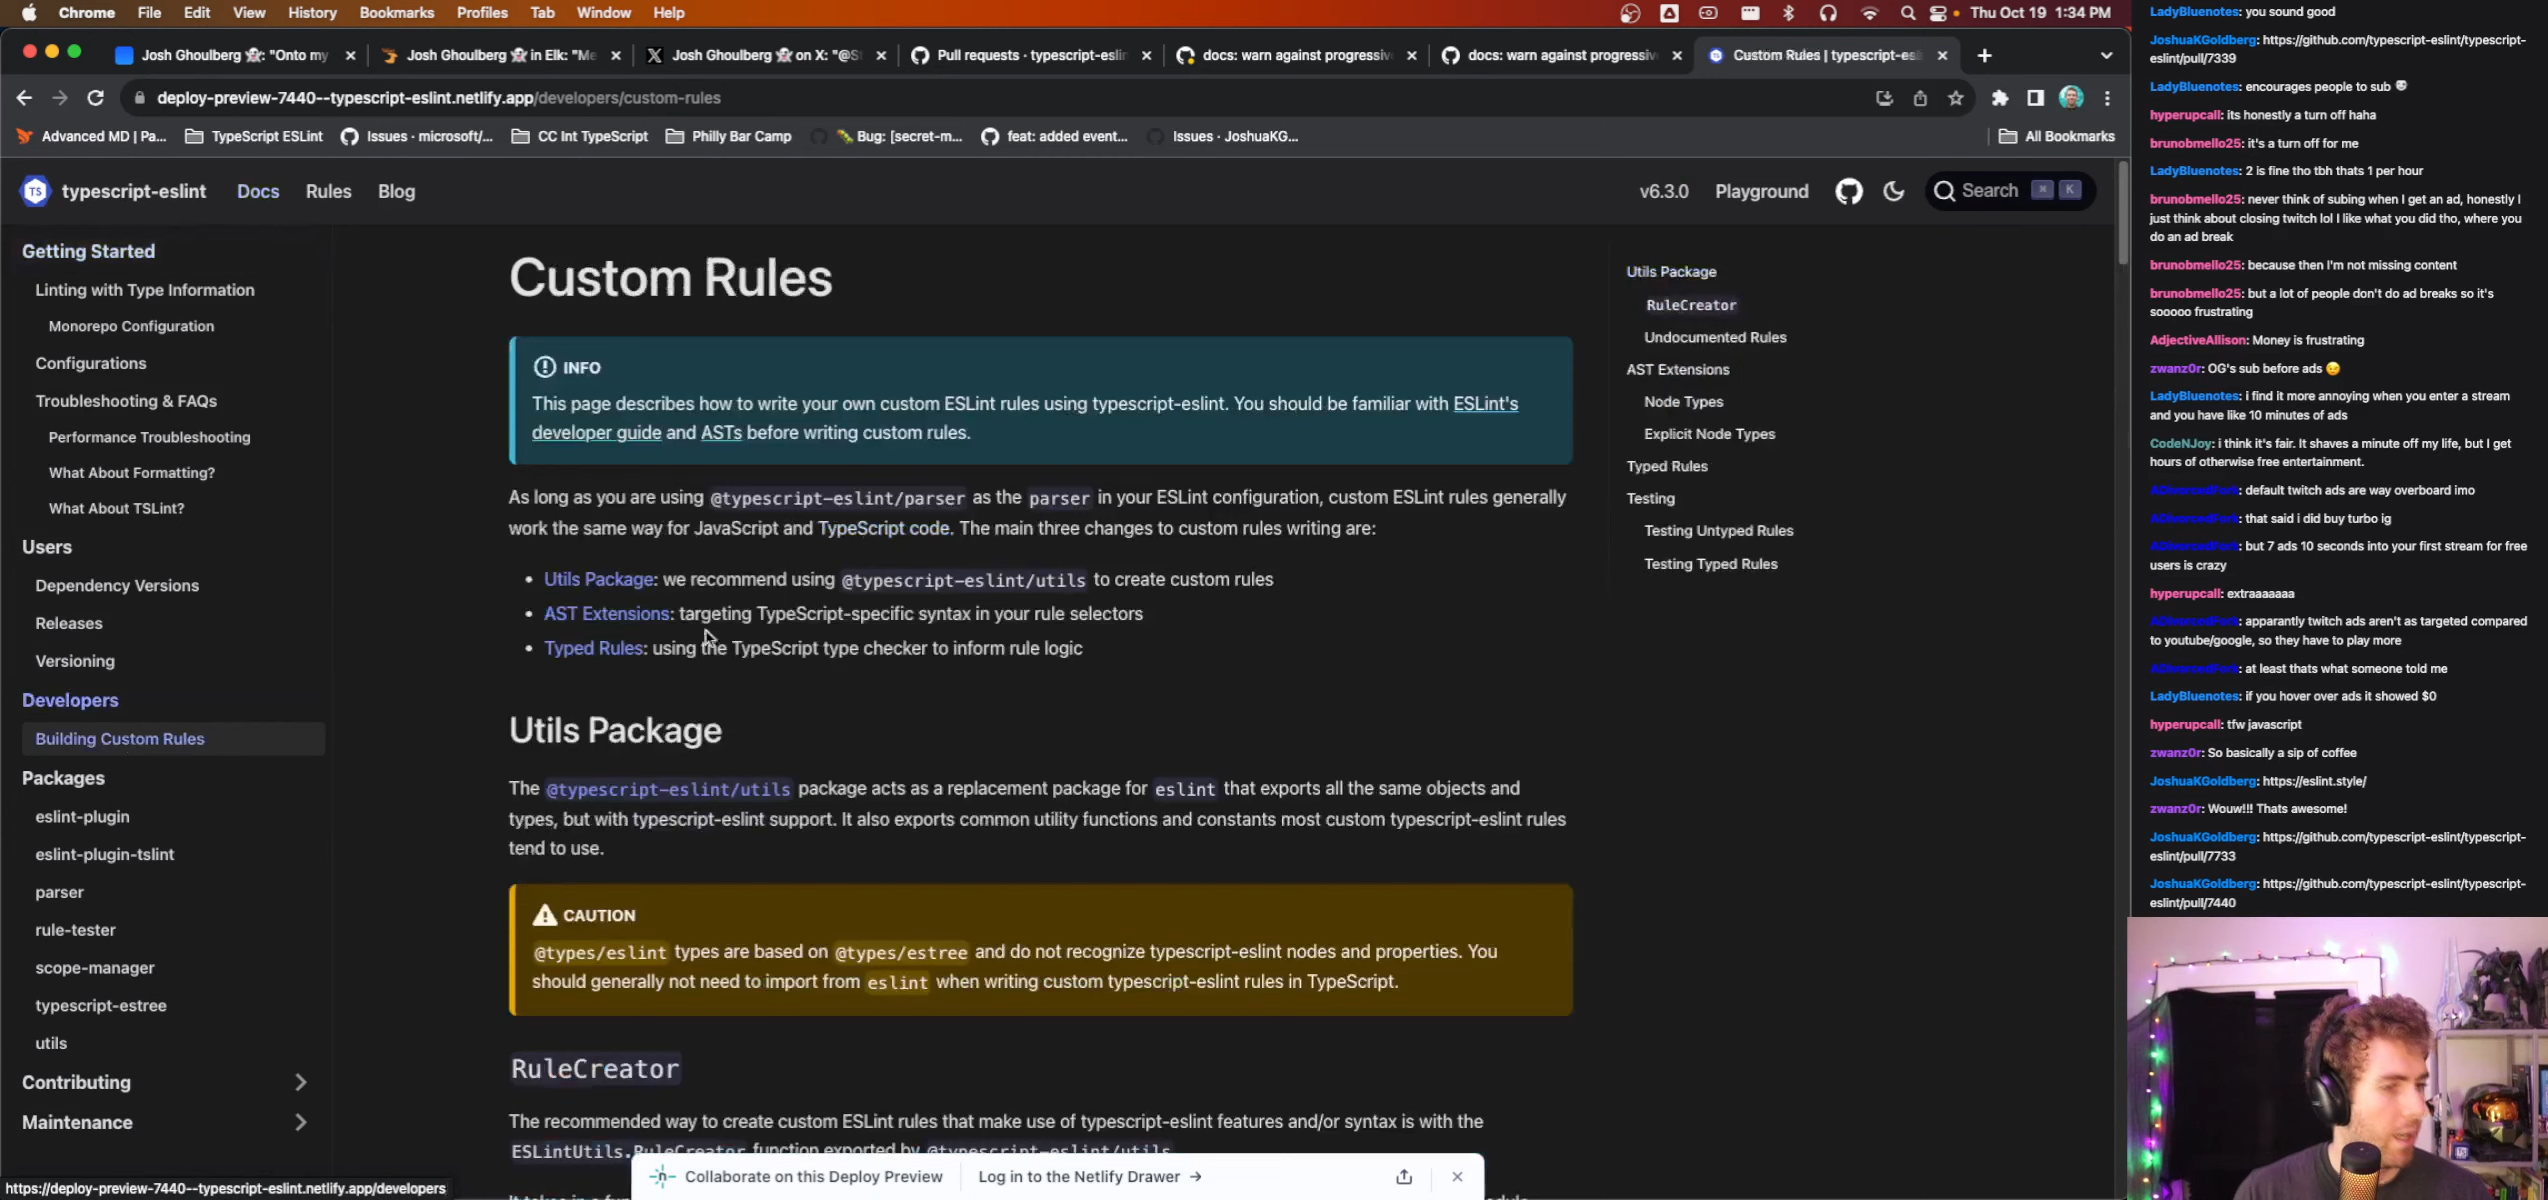 Chrome File Edit View History Bookmarks Profiles Tab Window Help Thu Oct 19 1:34 PM
Josh Ghoulberg 👻: "Onto my
Josh Ghoulberg 👻 in Elk: "Me
Josh Ghoulberg 👻 on X: "@S
Pull requests · typescript-eslin
docs: warn against progressiv
docs: warn against progressiv
Custom Rules | typescript-esl
deploy-preview-7440--typescript-eslint.netlify.app/developers/custom-rules
Advanced MD | Pa...
TypeScript ESLint
Issues · microsoft/...
CC Int TypeScript
Philly Bar Camp
🐛 Bug: [secret-m...
feat: added event...
Issues · JoshuaKG...
All Bookmarks
TS typescript-eslint Docs Rules Blog v6.3.0 Playground Search ⌘ K
Getting Started
Linting with Type Information
Monorepo Configuration
Configurations
Troubleshooting & FAQs
Performance Troubleshooting
What About Formatting?
What About TSLint?
Users
Dependency Versions
Releases
Versioning
Developers
Building Custom Rules
Packages
eslint-plugin
eslint-plugin-tslint
parser
rule-tester
scope-manager
typescript-estree
utils
Contributing
Maintenance
https://deploy-preview-7440--typescript-eslint.netlify.app/developers
Custom Rules
INFO
This page describes how to write your own custom ESLint rules using typescript-eslint. You should be familiar with ESLint's
developer guide and ASTs before writing custom rules.
As long as you are using @typescript-eslint/parser as the parser in your ESLint configuration, custom ESLint rules generally
work the same way for JavaScript and TypeScript code. The main three changes to custom rules writing are:
• Utils Package: we recommend using @typescript-eslint/utils to create custom rules
• AST Extensions: targeting TypeScript-specific syntax in your rule selectors
• Typed Rules: using the TypeScript type checker to inform rule logic
Utils Package
The @typescript-eslint/utils package acts as a replacement package for eslint that exports all the same objects and
types, but with typescript-eslint support. It also exports common utility functions and constants most custom typescript-eslint rules
tend to use.
CAUTION
@types/eslint types are based on @types/estree and do not recognize typescript-eslint nodes and properties. You
should generally not need to import from eslint when writing custom typescript-eslint rules in TypeScript.
RuleCreator
The recommended way to create custom ESLint rules that make use of typescript-eslint features and/or syntax is with the
ESLintUtils.RuleCreator function exported by @typescript-eslint/utils
Collaborate on this Deploy Preview Log in to the Netlify Drawer →
Utils Package
RuleCreator
Undocumented Rules
AST Extensions
Node Types
Explicit Node Types
Typed Rules
Testing
Testing Untyped Rules
Testing Typed Rules
LadyBluenotes: you sound good
JoshuaKGoldberg: https://github.com/typescript-eslint/typescript-
eslint/pull/7339
LadyBluenotes: encourages people to sub
hyperupcall: its honestly a turn off haha
brunobmello25: it's a turn off for me
LadyBluenotes: 2 is fine tho tbh thats 1 per hour
brunobmello25: never think of subing when I get an ad, honestly I
just think about closing twitch lol I like what you did tho, where you
do an ad break
brunobmello25: because then I'm not missing content
brunobmello25: but a lot of people don't do ad breaks so it's
sooooo frustrating
AdjectiveAllison: Money is frustrating
zwanz0r: OG's sub before ads 😉
LadyBluenotes: i find it more annoying when you enter a stream
and you have like 10 minutes of ads
CodeNJoy: i think it's fair. It shaves a minute off my life, but I get
hours of otherwise free entertainment.
ADivorcedFork: default twitch ads are way overboard imo
ADivorcedFork: that said i did buy turbo ig
ADivorcedFork: but 7 ads 10 seconds into your first stream for free
users is crazy
hyperupcall: extraaaaaaa
ADivorcedFork: apparantly twitch ads aren't as targeted compared
to youtube/google, so they have to play more
ADivorcedFork: at least thats what someone told me
LadyBluenotes: if you hover over ads it showed $0
hyperupcall: tfw javascript
zwanz0r: So basically a sip of coffee
JoshuaKGoldberg: https://eslint.style/
zwanz0r: Wouw!!! Thats awesome!
JoshuaKGoldberg: https://github.com/typescript-eslint/typescript-
eslint/pull/7733
JoshuaKGoldberg: https://github.com/typescript-eslint/typescript-
eslint/pull/7440